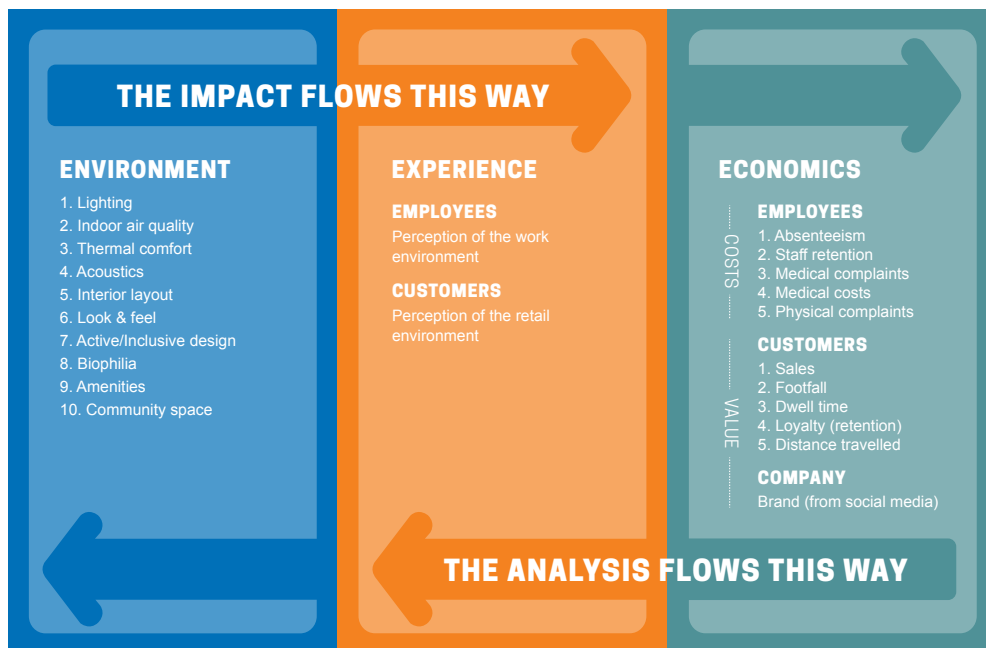 THE IMPACT FLOWS THIS WAY
ENVIRONMENT
1. Lighting
2. Indoor air quality
3. Thermal comfort
4. Acoustics
5. Interior layout
6. Look & feel
7. Active/Inclusive design
8. Biophilia
9. Amenities
10. Community space
EXPERIENCE
EMPLOYEES
Perception of the work
environment
CUSTOMERS
Perception of the retail
environment
ECONOMICS
COSTS
EMPLOYEES
1. Absenteeism
2. Staff retention
3. Medical complaints
4. Medical costs
5. Physical complaints
VALUE
CUSTOMERS
1. Sales
2. Footfall
3. Dwell time
4. Loyalty (retention)
5. Distance travelled
COMPANY
Brand (from social media)
THE ANALYSIS FLOWS THIS WAY